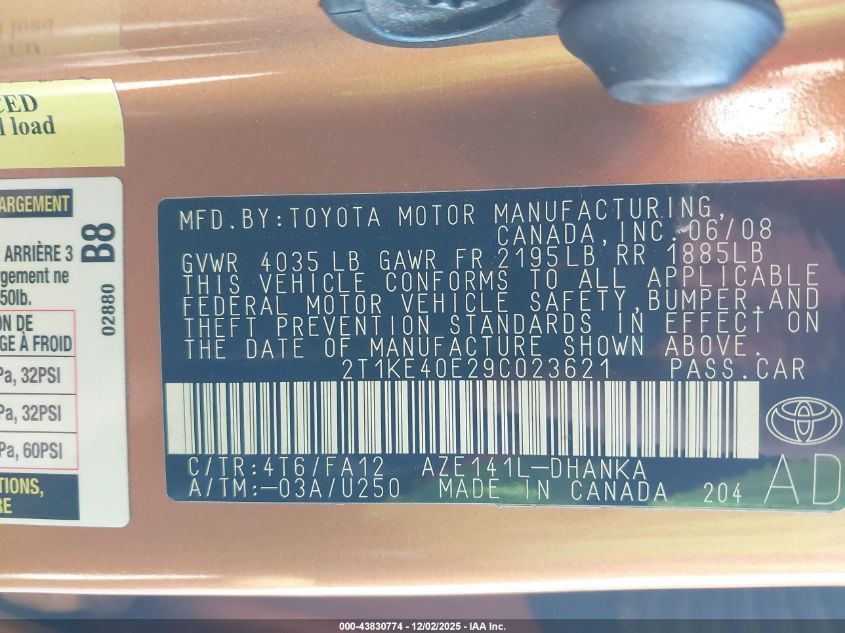 CED
l load
ARGEMENT
ARRIÈRE 3
argement ne
50lb.
ON DE
GE À FROID
Pa, 32PSI
Pa, 32PSI
Pa, 60PSI
TIONS,
RE
B8
02880
MFD.BY:TOYOTA MOTOR MANUFACTURING,
CANADA,INC.06/08
GVWR 4035 LB GAWR FR 2195LB RR 1885LB
THIS VEHICLE CONFORMS TO ALL APPLICABLE
FEDERAL MOTOR VEHICLE SAFETY,BUMPER,AND
THEFT PREVENTION STANDARDS IN EFFECT ON
THE DATE OF MANUFACTURE SHOWN ABOVE.
2T1KE40E29C023621 PASS.CAR
C/TR:4T6/FA12 AZE141L-DHANKA
A/TM:-03A/U250 MADE IN CANADA 204
AD
000-43830774 - 12/02/2025 - IAA Inc.